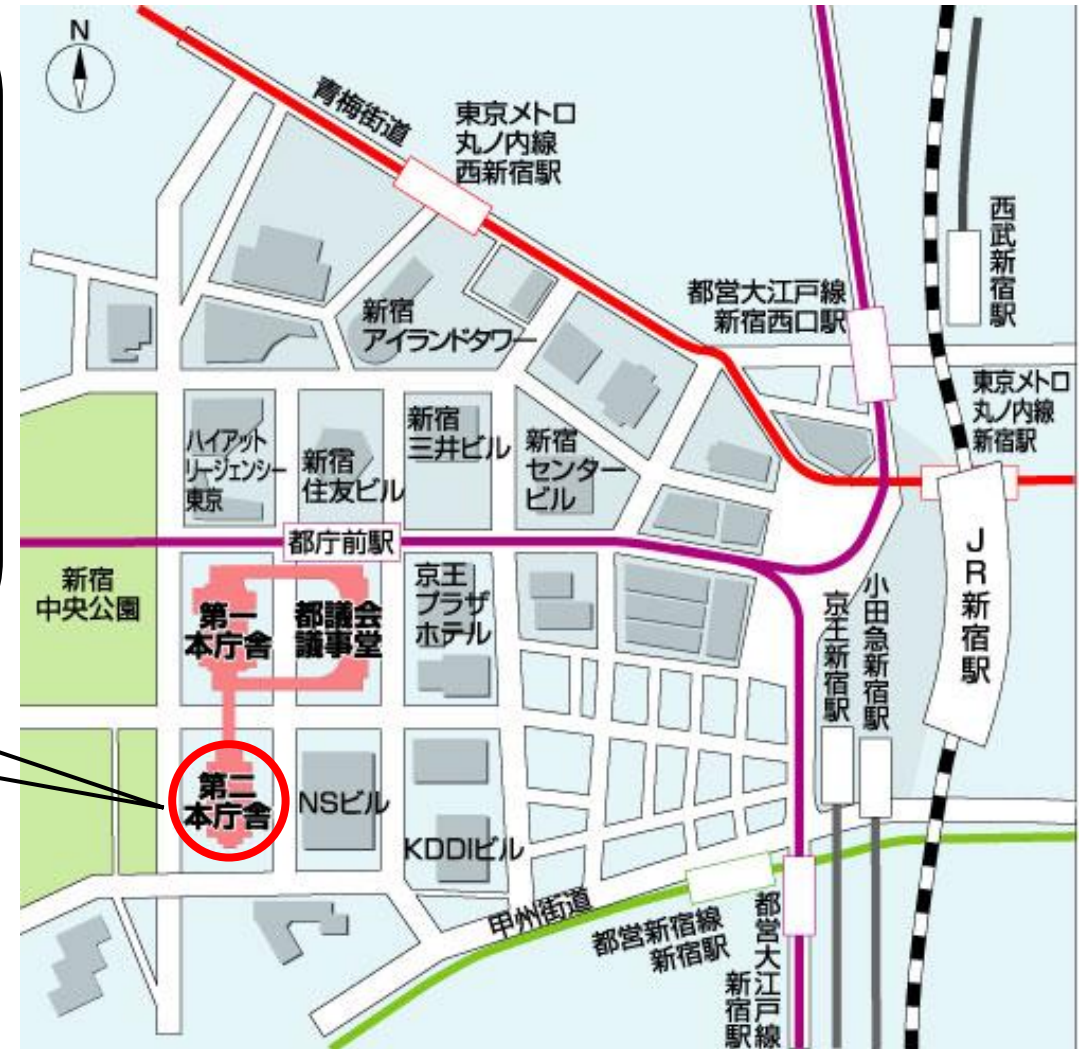 N
青梅街道
東京メトロ
丸ノ内線
西新宿駅
西武新宿駅
都営大江戸線
新宿西口駅
新宿
アイランドタワー
東京メトロ
丸ノ内線
新宿駅
ハイアット
リージェンシー
東京
新宿
住友ビル
新宿
三井ビル
新宿
センター
ビル
都庁前駅
JR新宿駅
新宿
中央公園
第一
本庁舎
都議会
議事堂
京王
プラザ
ホテル
京王新宿駅
小田急新宿駅
第二
本庁舎
NSビル
KDDIビル
甲州街道
都営新宿線
新宿駅
都営大江戸線
新宿駅